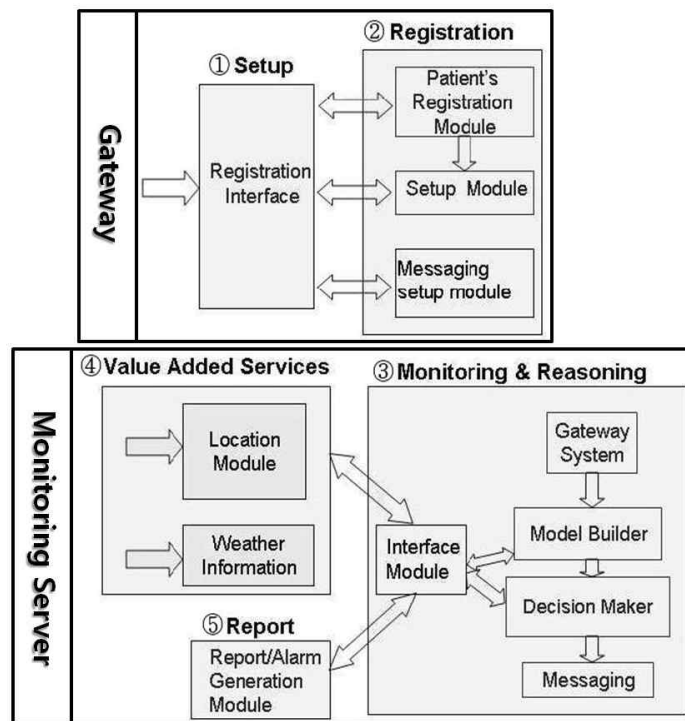 Gateway
① Setup
Registration
Interface
② Registration
Patient's
Registration
Module
Setup Module
Messaging
setup module
Monitoring Server
④ Value Added Services
Location
Module
Weather
Information
③ Monitoring & Reasoning
Gateway
System
Model Builder
Interface
Module
Decision Maker
Messaging
⑤ Report
Report/Alarm
Generation
Module